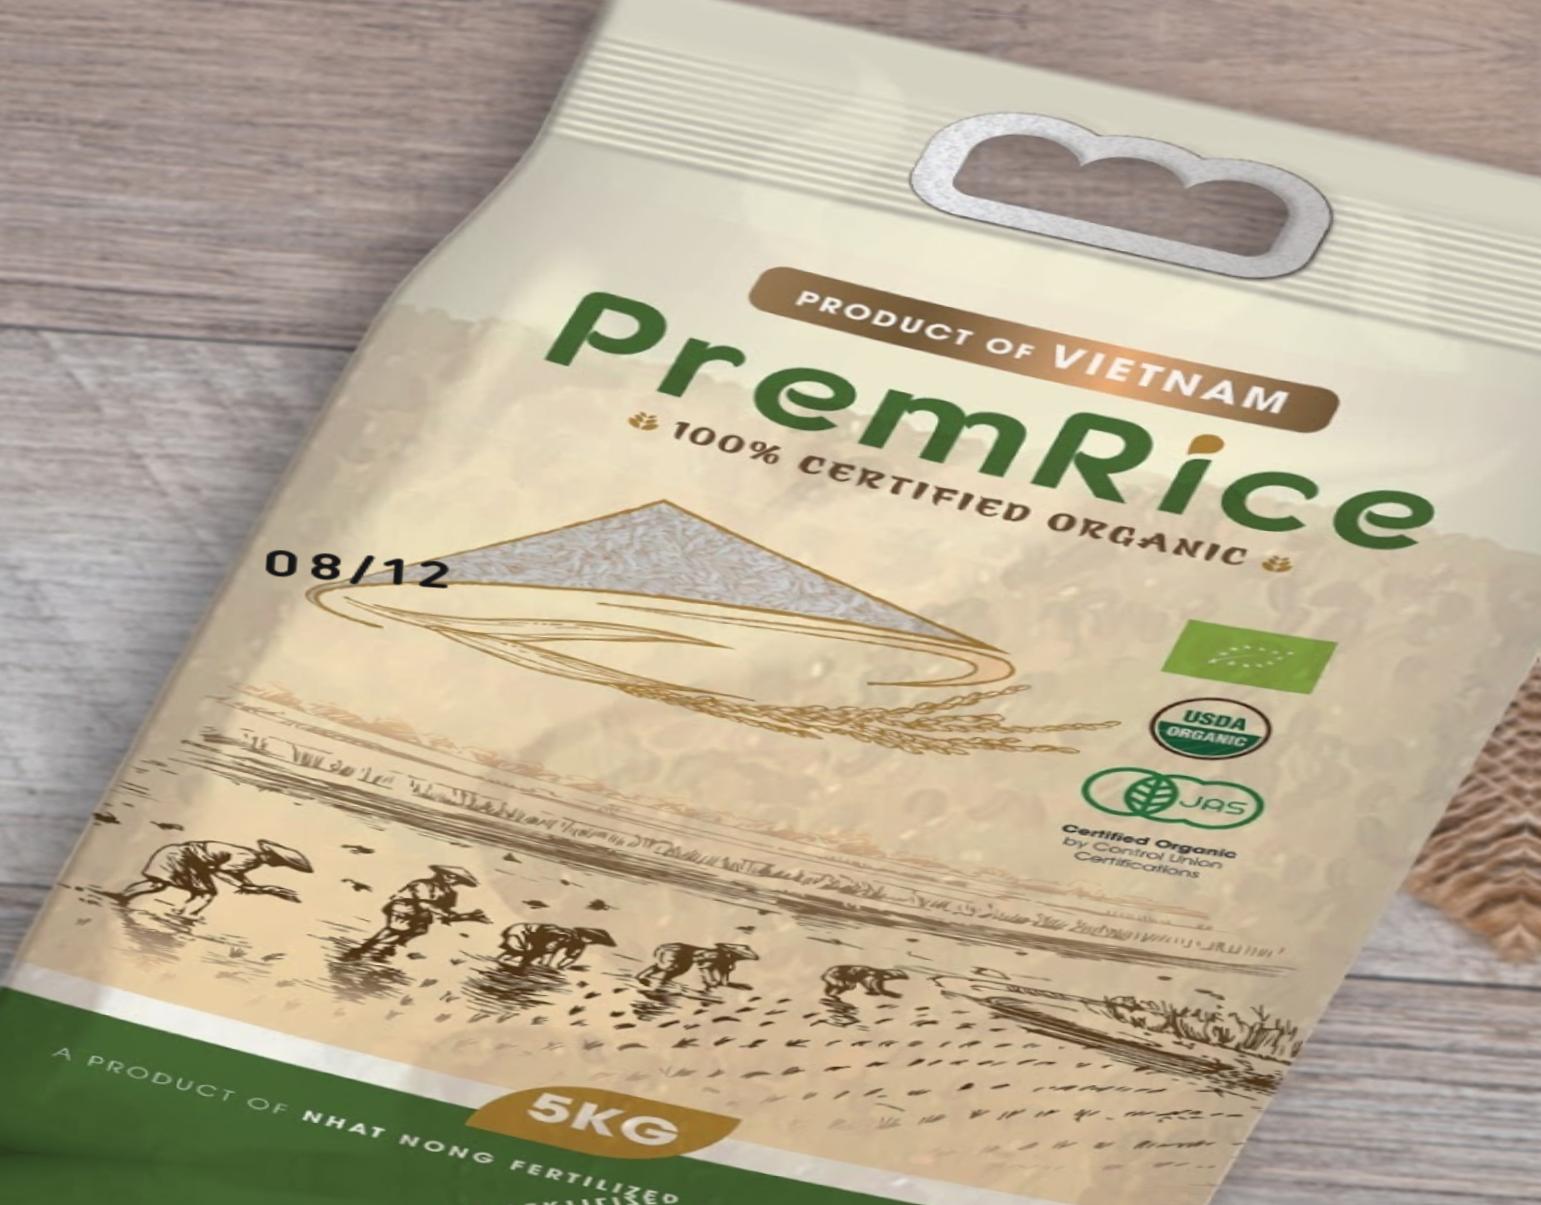 PRODUCT OF VIETNAM
PremRice
100% CERTIFIED ORGANIC
08/12
USDA
ORGANIC
JAS
Certified Organic
by Control Union
Certifications
5KG
A PRODUCT OF NHAT NONG FERTILIZED